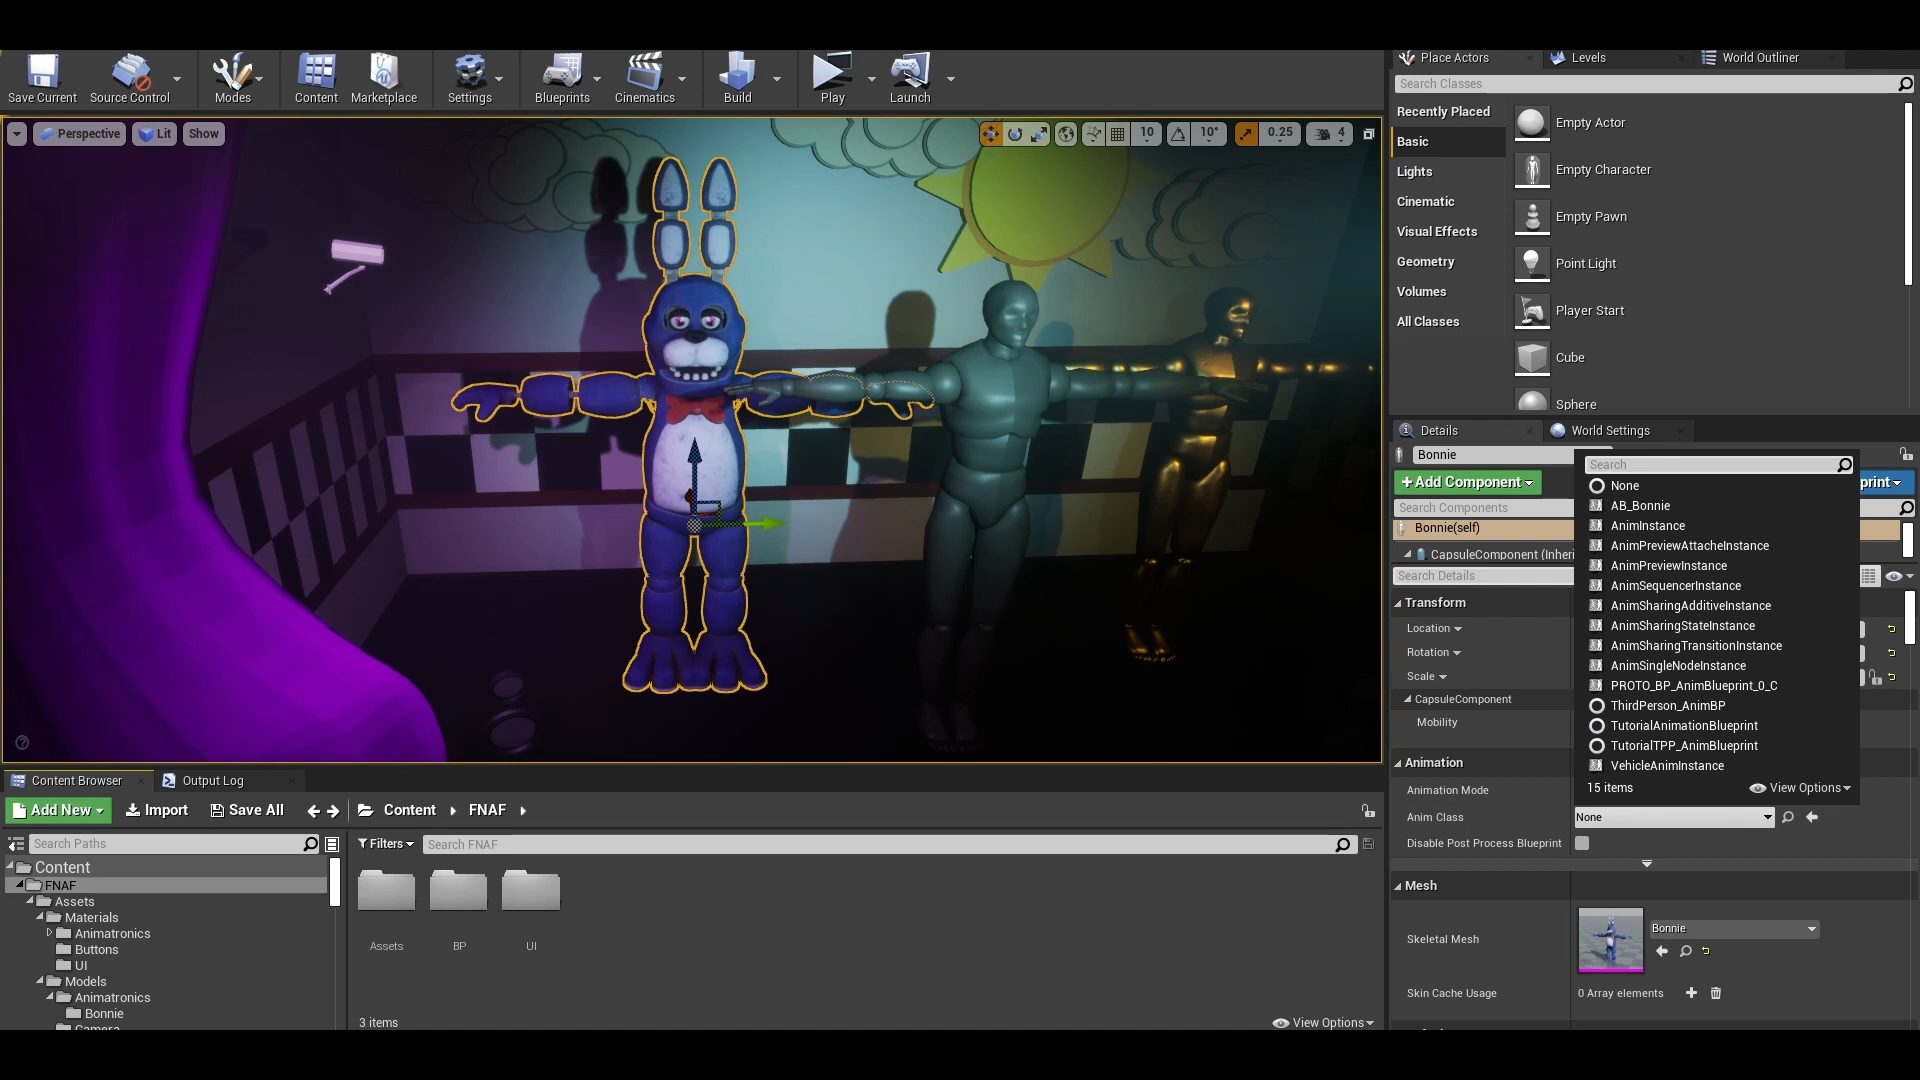 Save Current
Source Control
Modes
Content
Marketplace
Settings
Blueprints
Cinematics
Build
Play
Launch
Perspective
Lit
Show
10
10°
0.25
4
Place Actors
Levels
World Outliner
Search Classes
Recently Placed
Basic
Lights
Cinematic
Visual Effects
Geometry
Volumes
All Classes
Empty Actor
Empty Character
Empty Pawn
Point Light
Player Start
Cube
Sphere
Details
World Settings
Bonnie
+Add Component
print
Search Components
Bonnie(self)
CapsuleComponent (Inheri
Search Details
Transform
Location
Rotation
Scale
CapsuleComponent
Mobility
Animation
Animation Mode
Anim Class
None
Disable Post Process Blueprint
Mesh
Skeletal Mesh
Bonnie
Skin Cache Usage
0 Array elements
Search
None
AB_Bonnie
AnimInstance
AnimPreviewAttacheInstance
AnimPreviewInstance
AnimSequencerInstance
AnimSharingAdditiveInstance
AnimSharingStateInstance
AnimSharingTransitionInstance
AnimSingleNodeInstance
PROTO_BP_AnimBlueprint_0_C
ThirdPerson_AnimBP
TutorialAnimationBlueprint
TutorialTPP_AnimBlueprint
VehicleAnimInstance
15 items
View Options
Content Browser
Output Log
Add New
Import
Save All
Content
FNAF
Search Paths
Filters
Search FNAF
Content
FNAF
Assets
Materials
Animatronics
Buttons
UI
Models
Animatronics
Bonnie
Camera
Assets
BP
UI
3 items
View Options